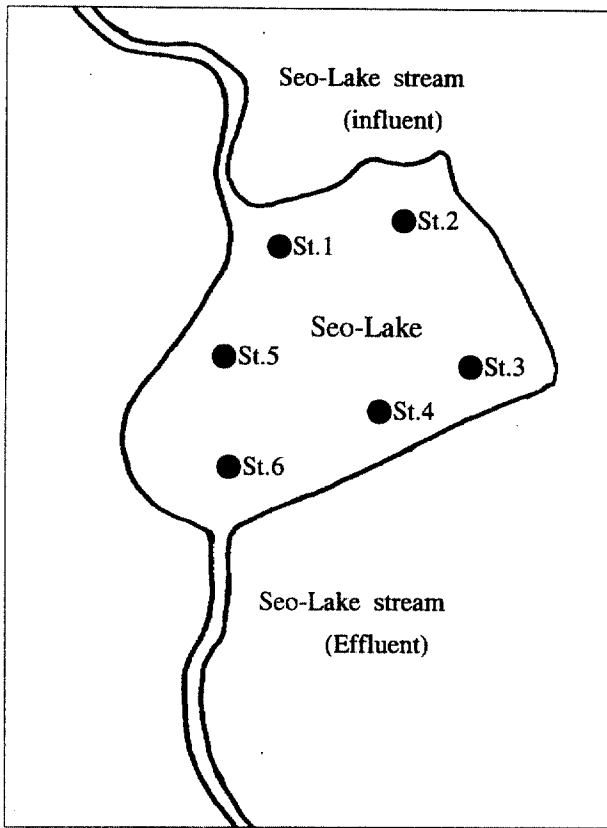 Seo-Lake stream
(influent)
St.2
St.1
Seo-Lake
St.5
St.3
St.4
St.6
Seo-Lake stream
(Effluent)